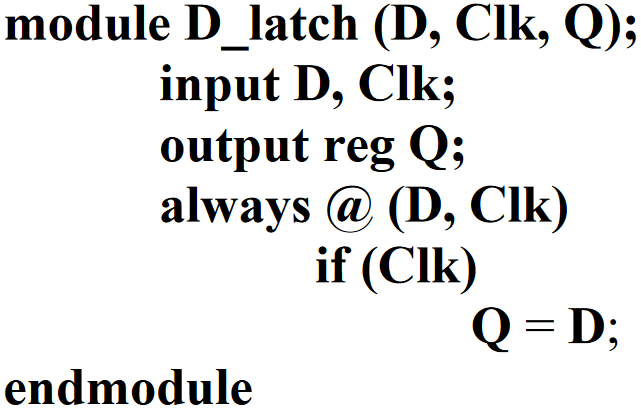 module D_latch (D, Clk, Q);
input D, Clk;
output reg Q;
always @ (D, Clk)
if (Clk)
Q = D;
endmodule